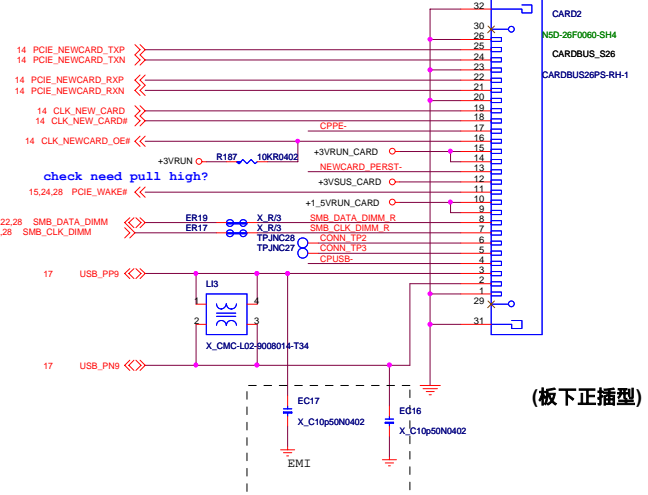 32
CARD2
30
N5D-26F0060-SH4
26
14 PCIE_NEWCARD_TXP
25
CARDBUS_S26
14 PCIE_NEWCARD_TXN
24
23
CARDBUS26PS-RH-1
14 PCIE_NEWCARD_RXP
22
14 PCIE_NEWCARD_RXN
21
20
14 CLK_NEW_CARD
19
14 CLK_NEW_CARD#
18
CPPE-
17
14 CLK_NEWCARD_OE#
16
+3VRUN_CARD
15
+3VRUN
R187
10KR0402
14
NEWCARD_PERST-
13
check need pull high?
+3VSUS_CARD
12
15,24,28 PCIE_WAKE#
11
+1_5VRUN_CARD
10
9
22,28 SMB_DATA_DIMM
ER19
X_R/3
SMB_DATA_DIMM_R
8
,28 SMB_CLK_DIMM
ER17
X_R/3
SMB_CLK_DIMM_R
7
TPJNC28
CONN_TP2
6
TPJNC27
CONN_TP3
5
CPUSB-
4
17 USB_PP9
3
2
LI3
1
1
4
29
2
3
31
X_CMC-L02-9008014-T34
17 USB_PN9
(板下正插型)
EC17
EC16
X_C10p50N0402
X_C10p50N0402
EMI